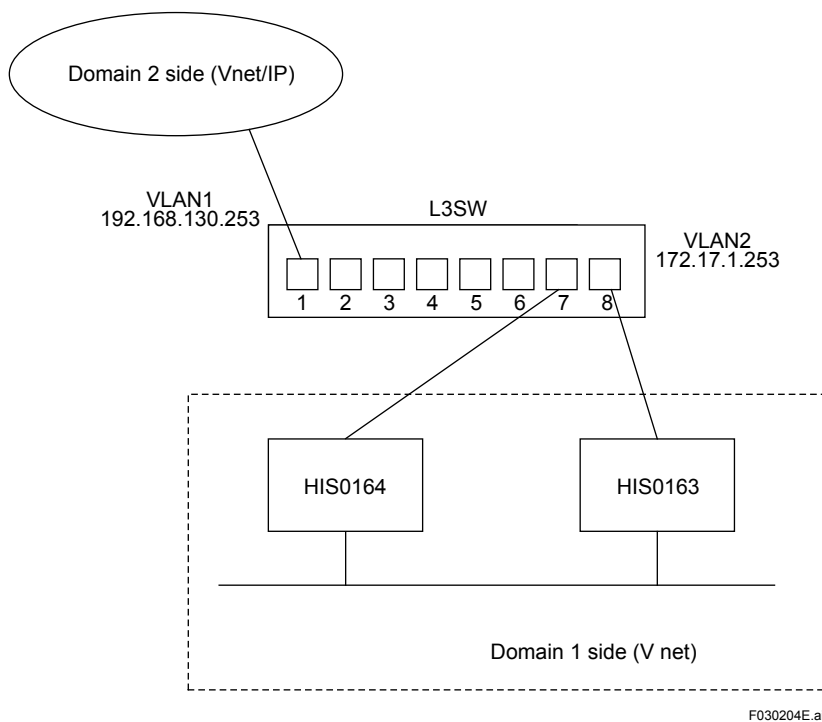 Domain 2 side (Vnet/IP)
VLAN1
192.168.130.253
L3SW
VLAN2
172.17.1.253
1 2 3 4 5 6 7 8
HIS0164
HIS0163
Domain 1 side (V net)
F030204E.a